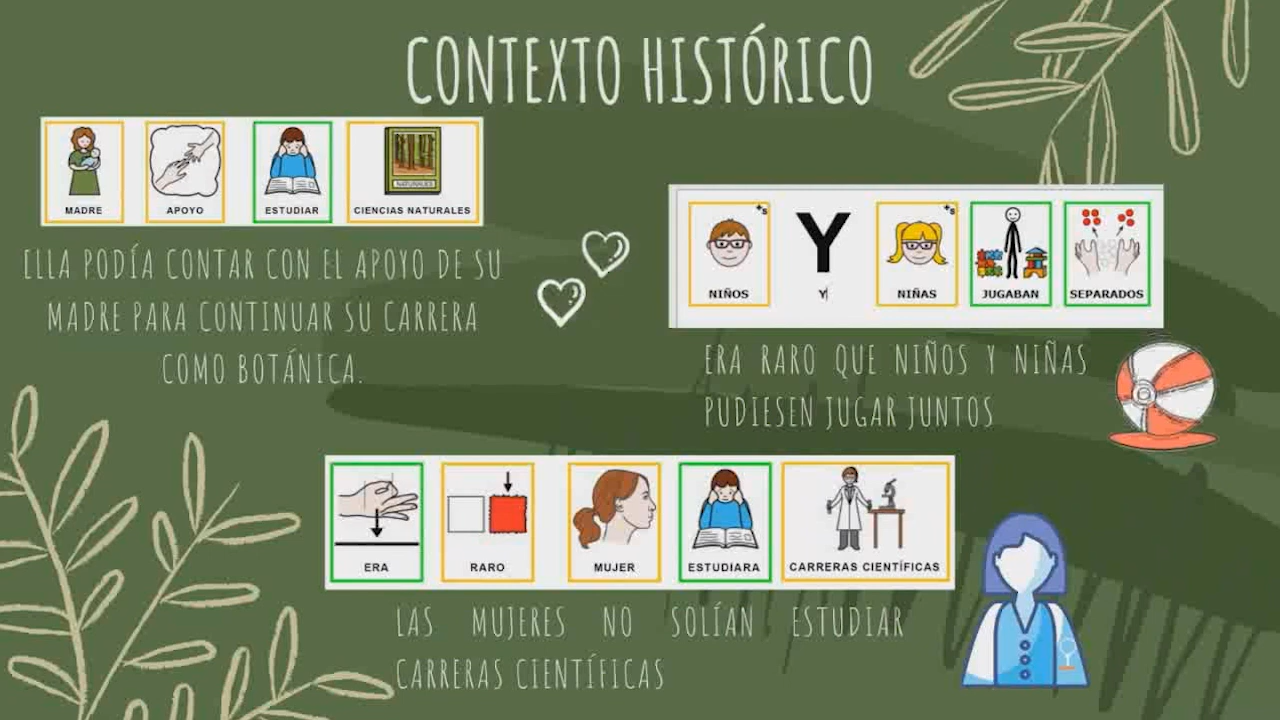 CONTEXTO HISTÓRICO
MADRE APOYO ESTUDIAR CIENCIAS NATURALES
NATURALES
ELLA PODÍA CONTAR CON EL APOYO DE SU
MADRE PARA CONTINUAR SU CARRERA
COMO BOTÁNICA.
+s +s
Y
NIÑOS Y NIÑAS JUGABAN SEPARADOS
ERA RARO QUE NIÑOS Y NIÑAS
PUDIESEN JUGAR JUNTOS
ERA RARO MUJER ESTUDIARA CARRERAS CIENTÍFICAS
LAS MUJERES NO SOLÍAN ESTUDIAR
CARRERAS CIENTÍFICAS